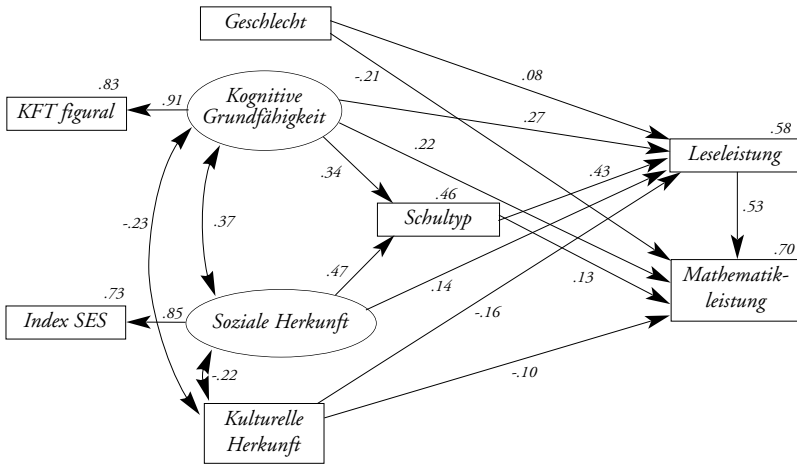 Geschlecht
-.21
.08
.83
KFT figural
.91
Kognitive
Grundfähigkeit
.27
.22
.58
Leseleistung
.34
.46
.43
Schultyp
.53
-.23
.37
.47
.13
.70
Mathematik-
leistung
.14
.73
Index SES
.85
Soziale Herkunft
-.16
-.22
-.10
Kulturelle
Herkunft